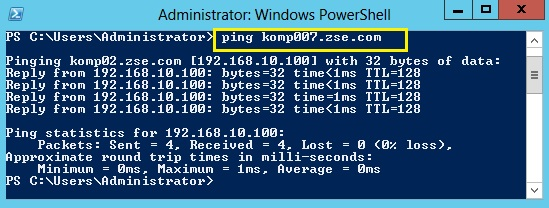 Administrator: Windows PowerShell
PS C:\Users\Administrator> ping komp007.zse.com
Pinging komp02.zse.com [192.168.10.100] with 32 bytes of data:
Reply from 192.168.10.100: bytes=32 time<1ms TTL=128
Reply from 192.168.10.100: bytes=32 time=1ms TTL=128
Reply from 192.168.10.100: bytes=32 time<1ms TTL=128
Reply from 192.168.10.100: bytes=32 time<1ms TTL=128
Ping statistics for 192.168.10.100:
Packets: Sent = 4, Received = 4, Lost = 0 (0% loss),
Approximate round trip times in milli-seconds:
Minimum = 0ms, Maximum = 1ms, Average = 0ms
PS C:\Users\Administrator>